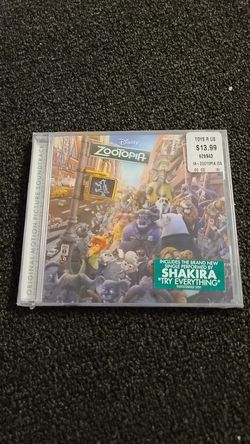 Disney
ZOOTOPIA
ORIGINAL MOTION PICTURE SOUNDTRACK
TOYS R US
$13.99
INCLUDES THE BRAND NEW
SINGLE PERFORMED BY
SHAKIRA
"TRY EVERYTHING"